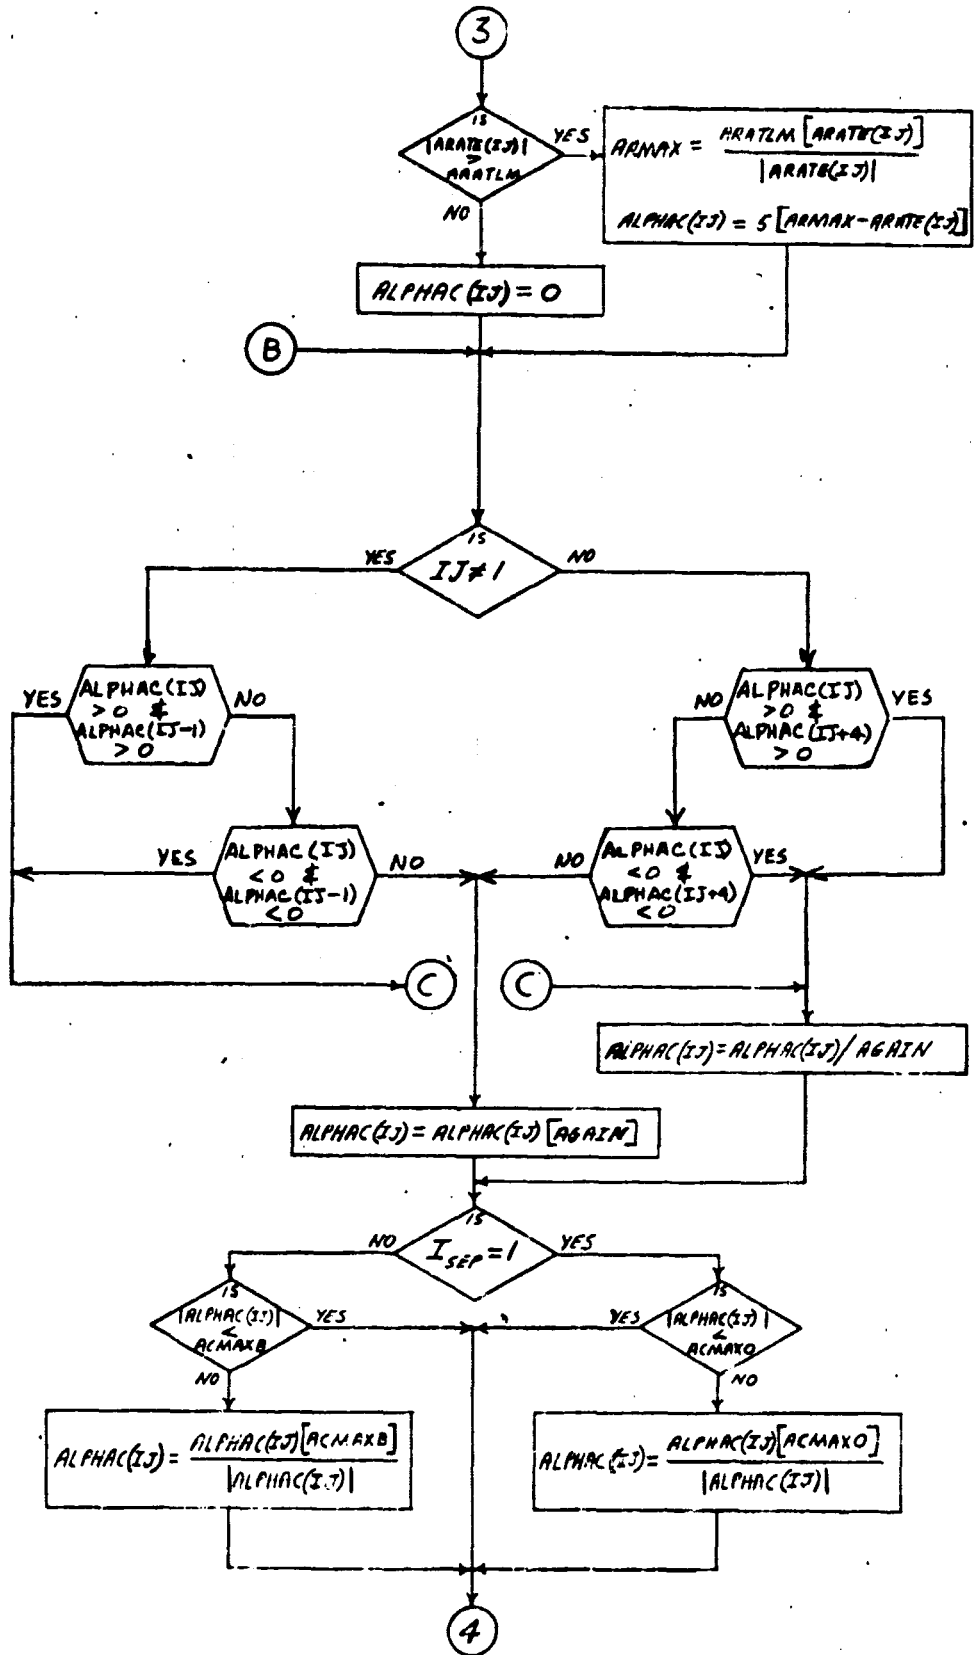 3
IS
|ARATE(IJ)|
>
ARATLM
YES
NO
ARMAX = ARATLM [ARATE(IJ)]
|ARATE(IJ)|
ALPHAC(IJ) = 5 [ARMAX-ARATE(IJ)]
ALPHAC(IJ) = 0
B
IS
IJ≠1
YES
NO
YES
ALPHAC(IJ)
> 0 &
ALPHAC(IJ-1)
> 0
NO
NO
ALPHAC(IJ)
> 0 &
ALPHAC(IJ+4)
> 0
YES
YES
ALPHAC(IJ)
< 0 &
ALPHAC(IJ-1)
< 0
NO
NO
ALPHAC(IJ)
< 0 &
ALPHAC(IJ+4)
< 0
YES
C
C
ALPHAC(IJ)=ALPHAC(IJ)/AGAIN
ALPHAC(IJ)=ALPHAC(IJ)[AGAIN]
IS
ISEP=1
NO
YES
IS
|ALPHAC(IJ)|
<
ACMAXB
YES
NO
YES
IS
|ALPHAC(IJ)|
<
ACMAXO
NO
ALPHAC(IJ)= ALPHAC(IJ)[ACMAXB]
|ALPHAC(IJ)|
ALPHAC(IJ)= ALPHAC(IJ)[ACMAXO]
|ALPHAC(IJ)|
4